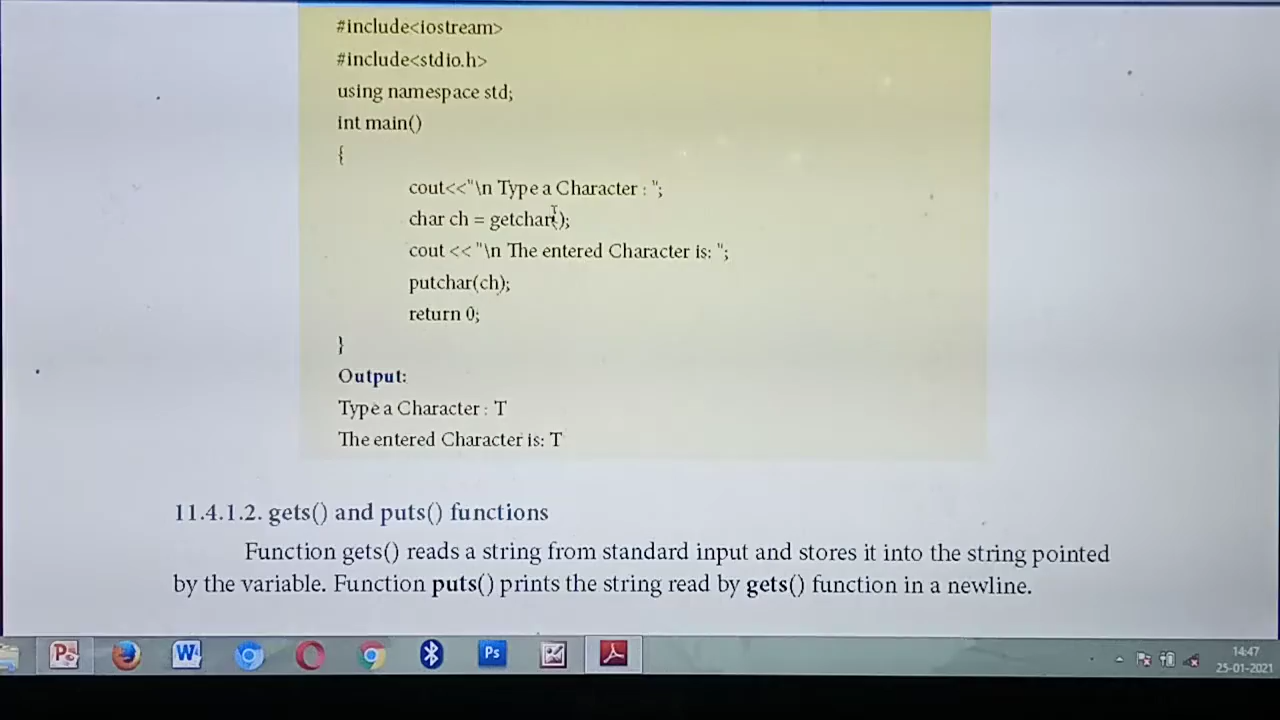 #include<iostream>
#include<stdio.h>
using namespace std;
int main()
{
cout<<"\n Type a Character : ";
char ch = getchar();
cout << "\n The entered Character is: ";
putchar(ch);
return 0;
}
Output:
Type a Character : T
The entered Character is: T
11.4.1.2. gets() and puts() functions
Function gets() reads a string from standard input and stores it into the string pointed
by the variable. Function puts() prints the string read by gets() function in a newline.
W
Ps
14:47
25-01-2021